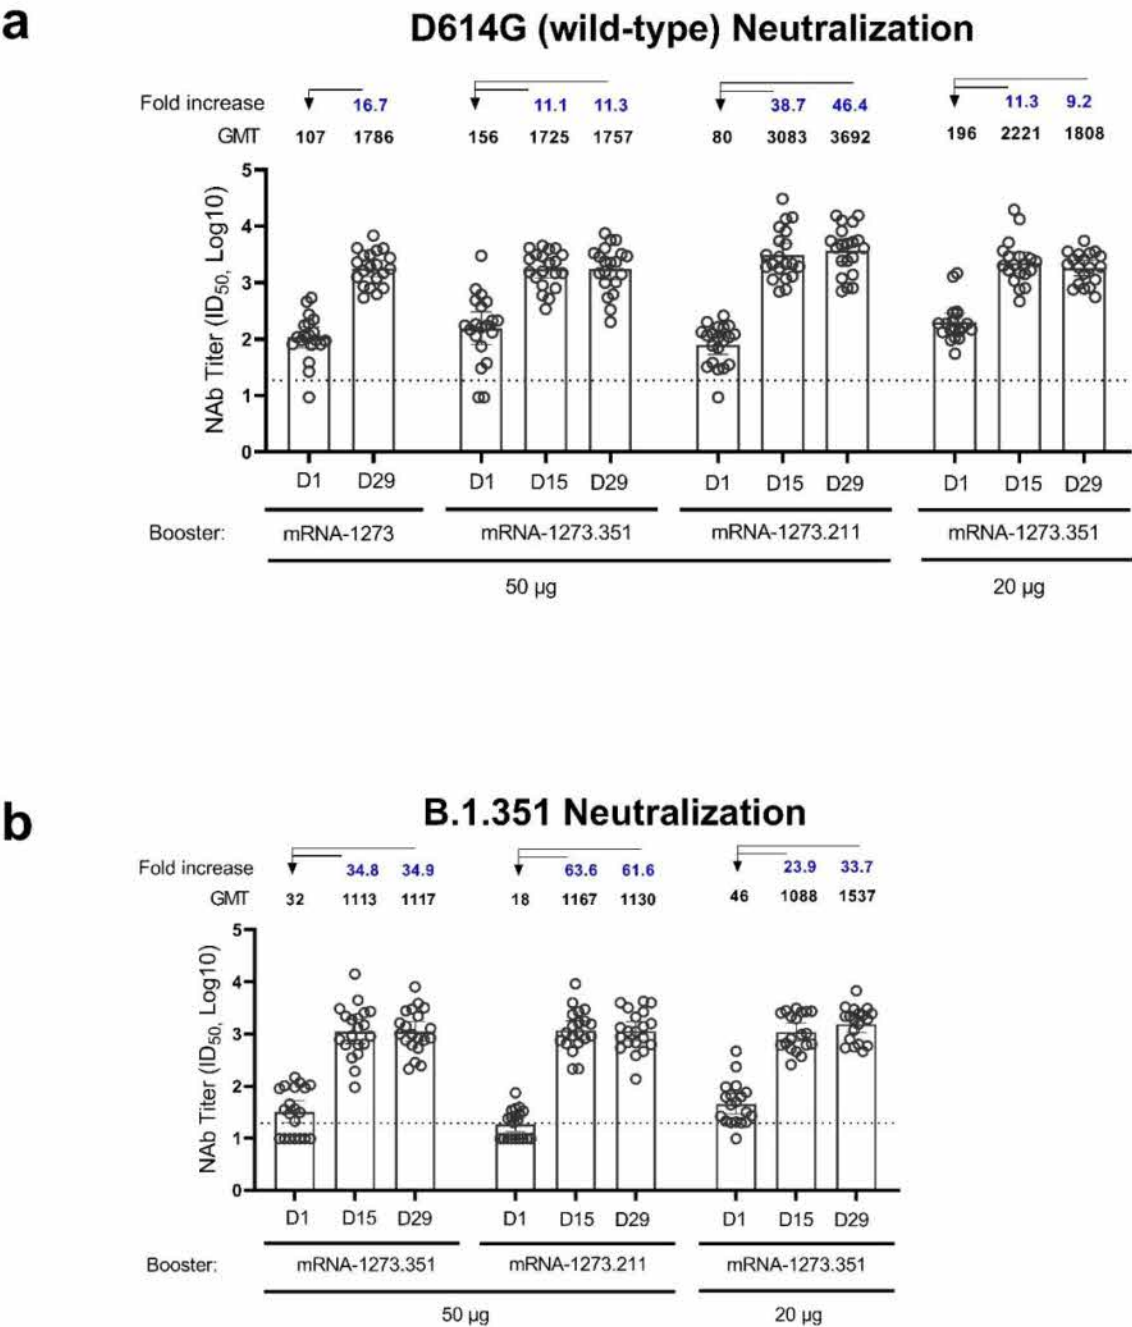 a
D614G (wild-type) Neutralization
Fold increase 16.7 11.1 11.3 38.7 46.4 11.3 9.2
GMT 107 1786 156 1725 1757 80 3083 3692 196 2221 1808
NAb Titer (ID50, Log10)
5
4
3
2
1
0
D1 D29 D1 D15 D29 D1 D15 D29 D1 D15 D29
Booster: mRNA-1273 mRNA-1273.351 mRNA-1273.211 mRNA-1273.351
50 µg 20 µg
b
B.1.351 Neutralization
Fold increase 34.8 34.9 63.6 61.6 23.9 33.7
GMT 32 1113 1117 18 1167 1130 46 1088 1537
NAb Titer (ID50, Log10)
5
4
3
2
1
0
D1 D15 D29 D1 D15 D29 D1 D15 D29
Booster: mRNA-1273.351 mRNA-1273.211 mRNA-1273.351
50 µg 20 µg